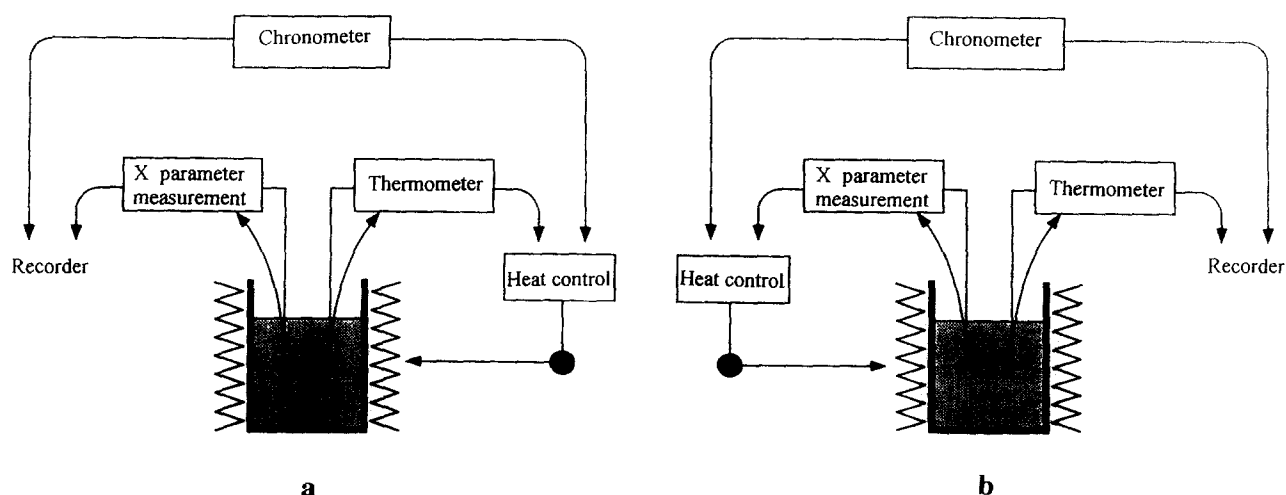 Chronometer
X parameter
measurement
Thermometer
Recorder
Heat control
a
Chronometer
X parameter
measurement
Thermometer
Heat control
Recorder
b